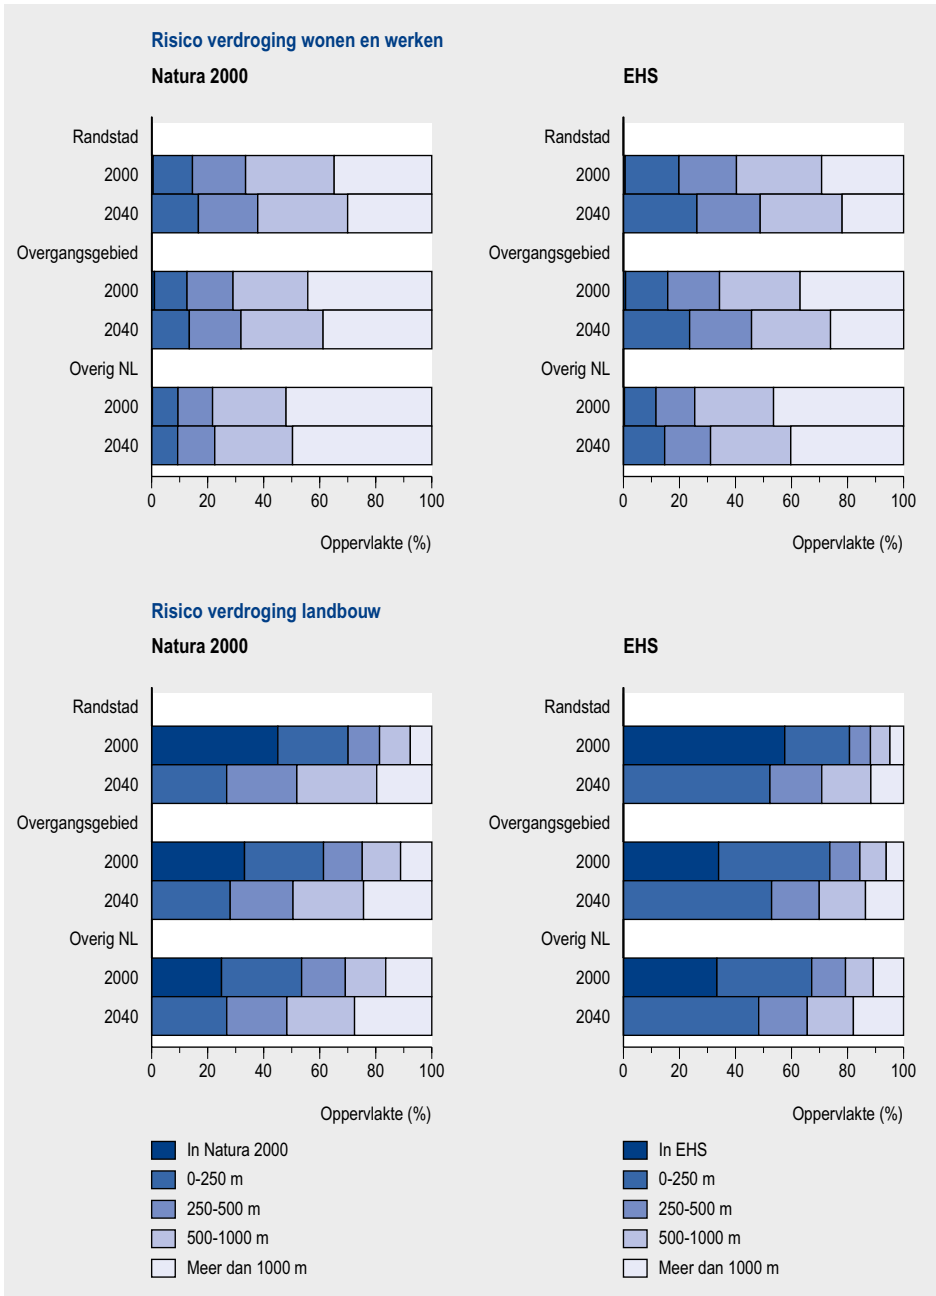 Risico verdroging wonen en werken
Natura 2000
Randstad
2000
2040
Overgangsgebied
2000
2040
Overig NL
2000
2040
0 20 40 60 80 100
Oppervlakte (%)
EHS
Randstad
2000
2040
Overgangsgebied
2000
2040
Overig NL
2000
2040
0 20 40 60 80 100
Oppervlakte (%)
Risico verdroging landbouw
Natura 2000
Randstad
2000
2040
Overgangsgebied
2000
2040
Overig NL
2000
2040
0 20 40 60 80 100
Oppervlakte (%)
In Natura 2000
0-250 m
250-500 m
500-1000 m
Meer dan 1000 m
EHS
Randstad
2000
2040
Overgangsgebied
2000
2040
Overig NL
2000
2040
0 20 40 60 80 100
Oppervlakte (%)
In EHS
0-250 m
250-500 m
500-1000 m
Meer dan 1000 m